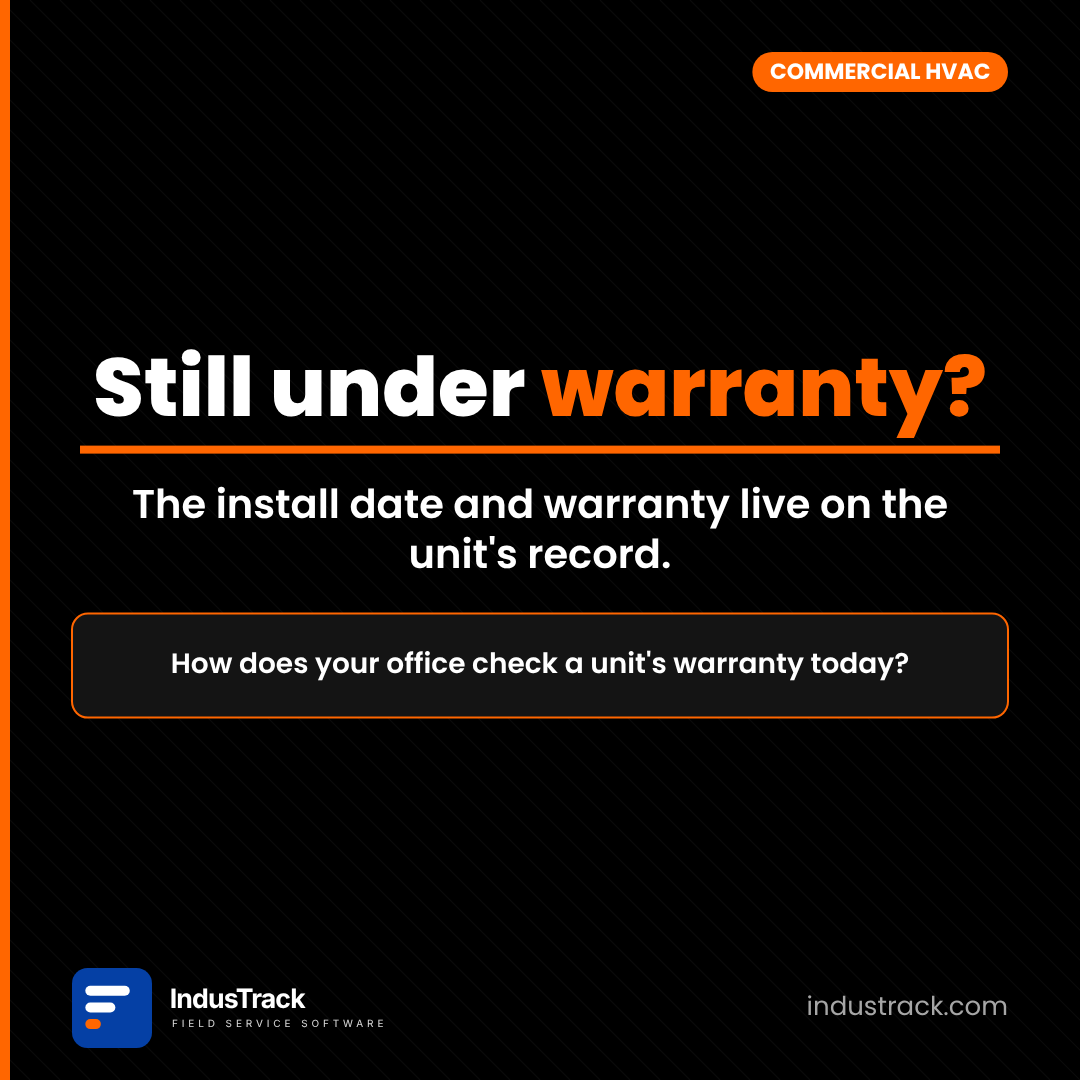 COMMERCIAL HVAC
Still under warranty?
The install date and warranty live on the
unit's record.
How does your office check a unit's warranty today?
IndusTrack
FIELD SERVICE SOFTWARE
industrack.com